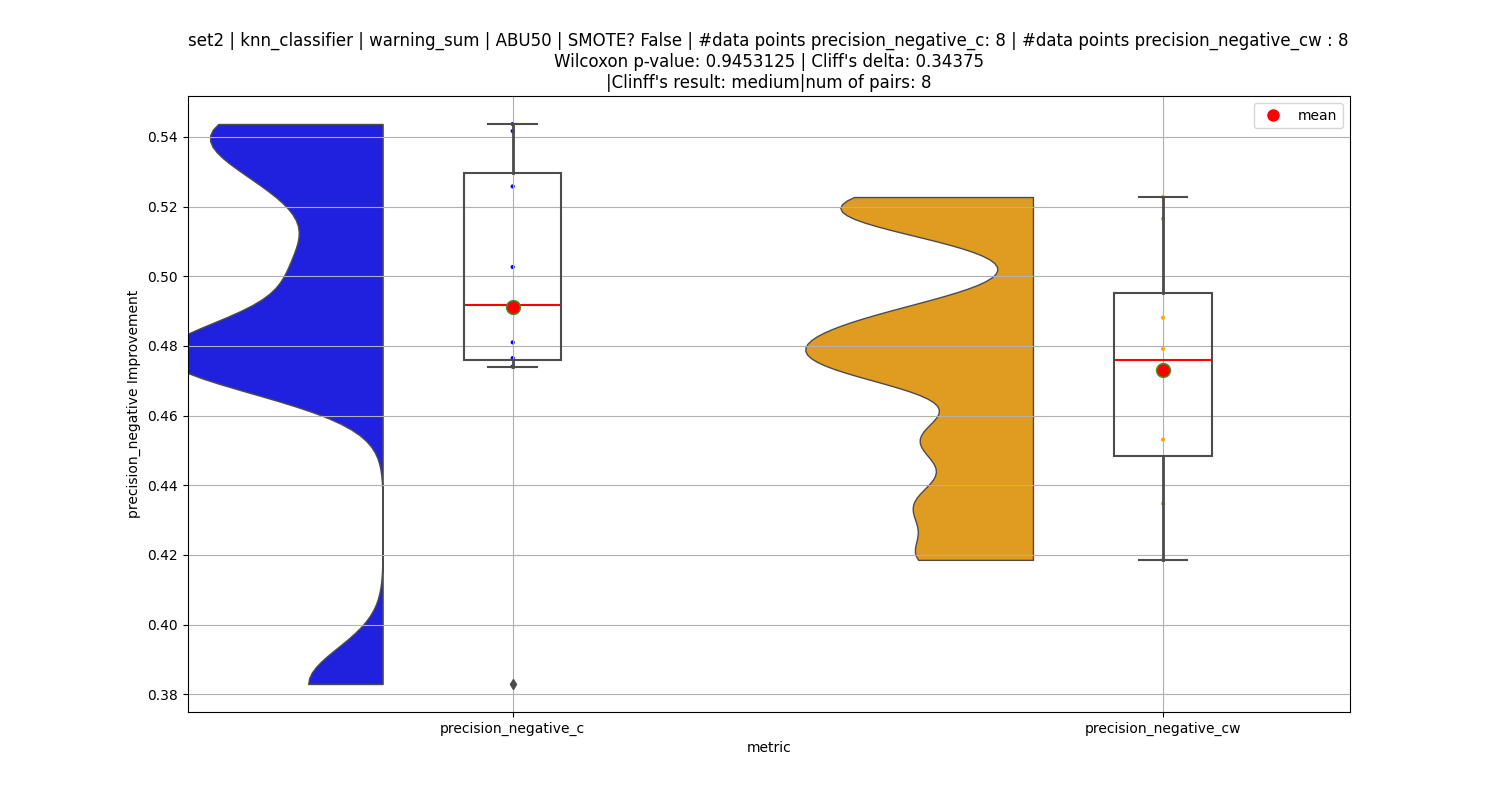 set2 | knn_classifier | warning_sum | ABU50 | SMOTE? False | #data points precision_negative_c: 8 | #data points precision_negative_cw : 8
Wilcoxon p-value: 0.9453125 | Cliff's delta: 0.34375
|Clinff's result: medium|num of pairs: 8
mean
0.54
0.52
0.50
0.48
0.46
0.44
0.42
0.40
0.38
precision_negative Improvement
precision_negative_c
precision_negative_cw
metric